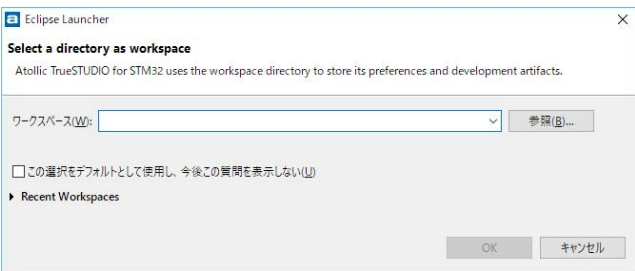 Eclipse Launcher
Select a directory as workspace
Atollic TrueSTUDIO for STM32 uses the workspace directory to store its preferences and development artifacts.
ワークスペース(W):
参照(B)...
この選択をデフォルトとして使用し、今後この質問を表示しない(U)
Recent Workspaces
OK キャンセル